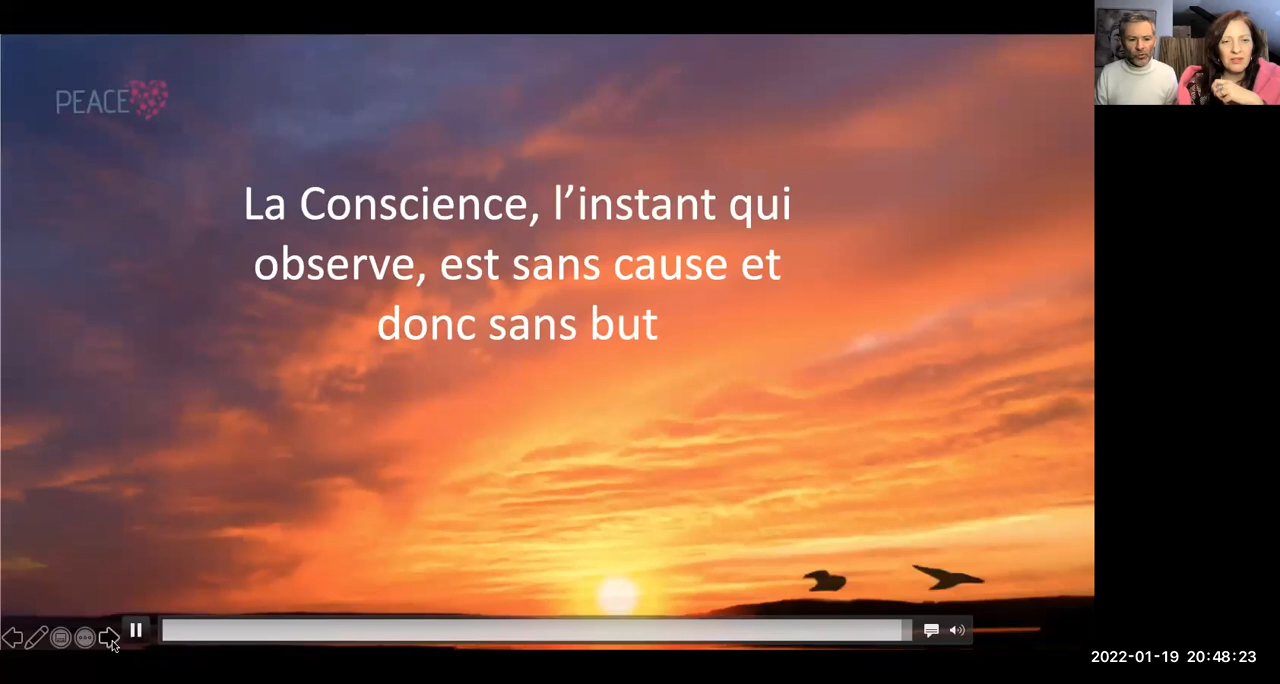 PEACE
La Conscience, l’instant qui
observe, est sans cause et
donc sans but
2022-01-19 20:48:23